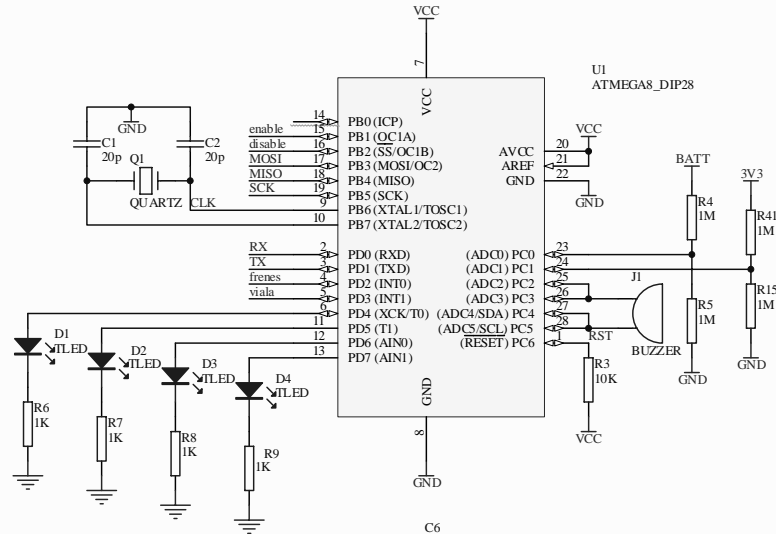 VCC
7
VCC
U1
ATMEGA8_DIP28
GND
C1
20p
C2
20p
Q1
QUARTZ
CLK
enable
disable
MOSI
MISO
SCK
14
15
16
17
18
19
9
10
PB0 (ICP)
PB1 (OC1A)
PB2 (SS/OC1B)
PB3 (MOSI/OC2)
PB4 (MISO)
PB5 (SCK)
PB6 (XTAL1/TOSC1)
PB7 (XTAL2/TOSC2)
AVCC
AREF
GND
20
21
22
VCC
GND
RX
TX
frenes
viala
2
3
4
5
6
11
12
13
PD0 (RXD)
PD1 (TXD)
PD2 (INT0)
PD3 (INT1)
PD4 (XCK/T0)
PD5 (T1)
PD6 (AIN0)
PD7 (AIN1)
(ADC0) PC0
(ADC1) PC1
(ADC2) PC2
(ADC3) PC3
(ADC4/SDA) PC4
(ADC5/SCL) PC5
(RESET) PC6
23
24
25
26
27
28
1
RST
J1
BUZZER
BATT
R4
1M
R5
1M
GND
3V3
R41
1M
R15
1M
GND
R3
10K
VCC
D1
TLED
D2
TLED
D3
TLED
D4
TLED
R6
1K
R7
1K
R8
1K
R9
1K
GND
8
GND
C6